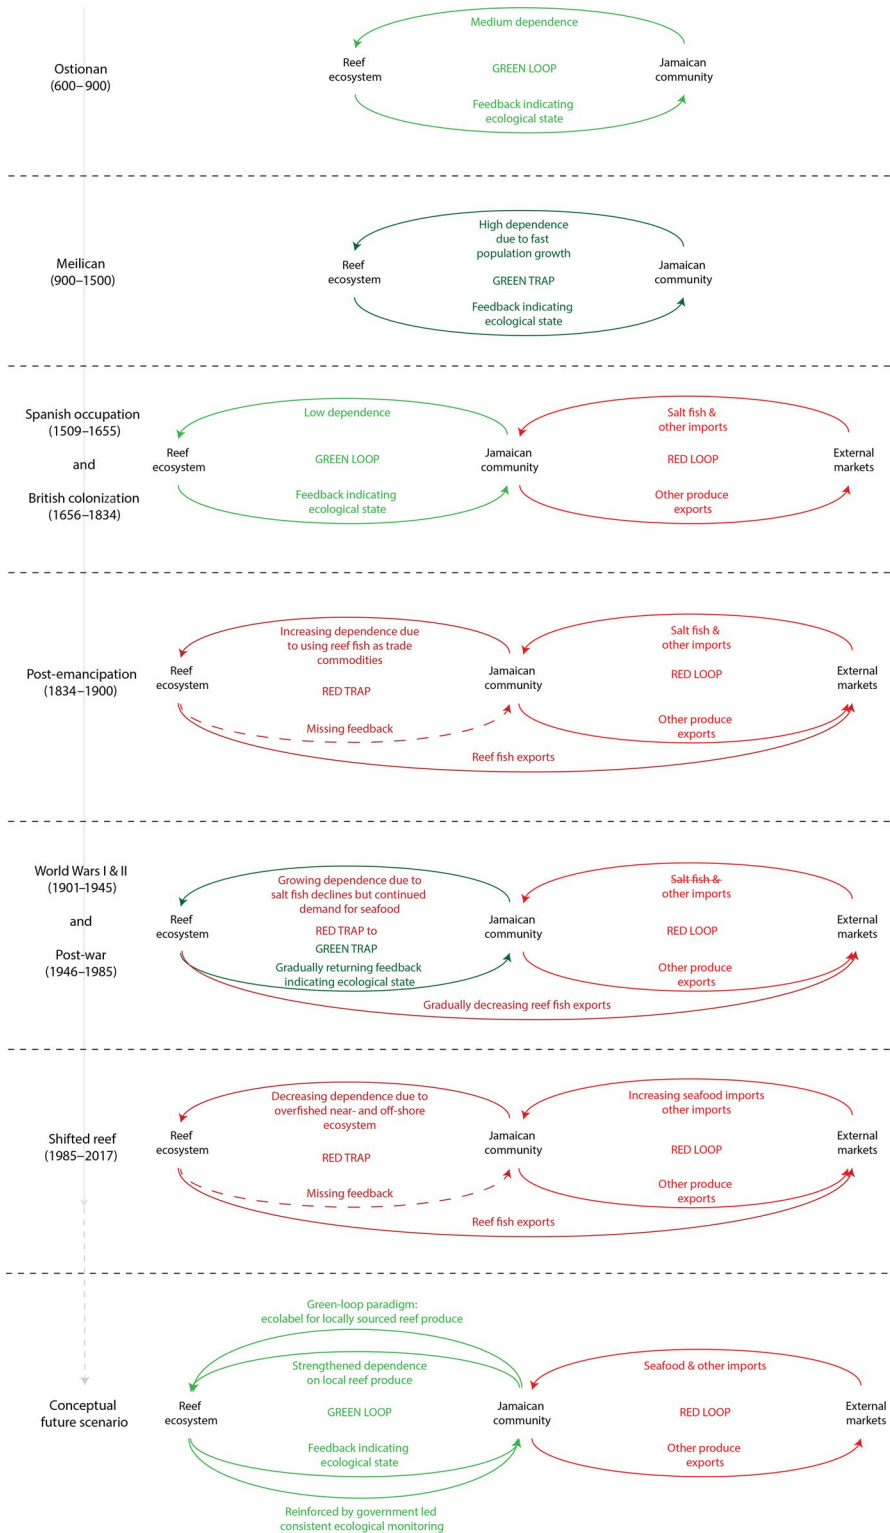 Medium dependence
Ostionan
(600–900)
Reef
ecosystem
GREEN LOOP
Jamaican
community
Feedback indicating
ecological state
Meilican
(900–1500)
High dependence
due to fast
population growth
Reef
ecosystem
GREEN TRAP
Jamaican
community
Feedback indicating
ecological state
Spanish occupation
(1509–1655)
and
British colonization
(1656–1834)
Low dependence
Reef
ecosystem
GREEN LOOP
Feedback indicating
ecological state
Jamaican
community
Salt fish &
other imports
RED LOOP
Other produce
exports
External
markets
Post-emancipation
(1834–1900)
Increasing dependence due
to using reef fish as trade
commodities
Reef
ecosystem
RED TRAP
Missing feedback
Jamaican
community
Salt fish &
other imports
RED LOOP
Other produce
exports
External
markets
Reef fish exports
World Wars I & II
(1901–1945)
and
Post-war
(1946–1985)
Growing dependence due to
salt fish declines but continued
demand for seafood
Reef
ecosystem
RED TRAP to
GREEN TRAP
Gradually returning feedback
indicating ecological state
Jamaican
community
Salt fish &
other imports
RED LOOP
Other produce
exports
External
markets
Gradually decreasing reef fish exports
Shifted reef
(1985–2017)
Decreasing dependence due to
overfished near- and off-shore
ecosystem
Reef
ecosystem
RED TRAP
Missing feedback
Jamaican
community
Increasing seafood imports
other imports
RED LOOP
Other produce
exports
External
markets
Reef fish exports
Conceptual
future scenario
Green-loop paradigm:
ecolabel for locally sourced reef produce
Strengthened dependence
on local reef produce
Reef
ecosystem
GREEN LOOP
Feedback indicating
ecological state
Reinforced by government led
consistent ecological monitoring
Jamaican
community
Seafood & other imports
RED LOOP
Other produce
exports
External
markets